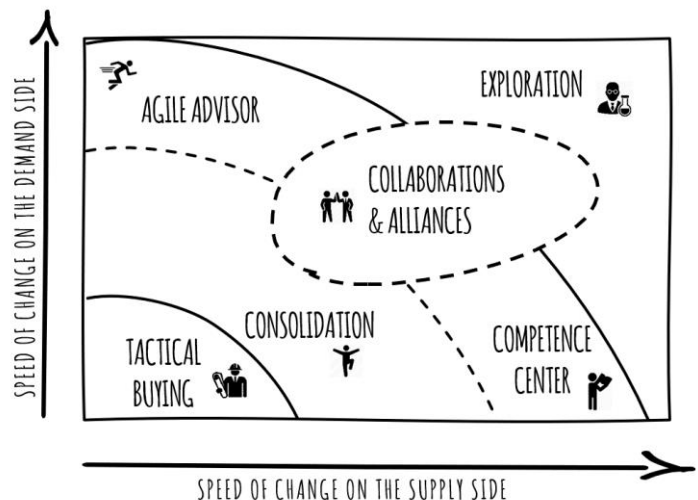 SPEED OF CHANGE ON THE DEMAND SIDE
AGILE ADVISOR
EXPLORATION
COLLABORATIONS
& ALLIANCES
CONSOLIDATION
TACTICAL
BUYING
COMPETENCE
CENTER
SPEED OF CHANGE ON THE SUPPLY SIDE